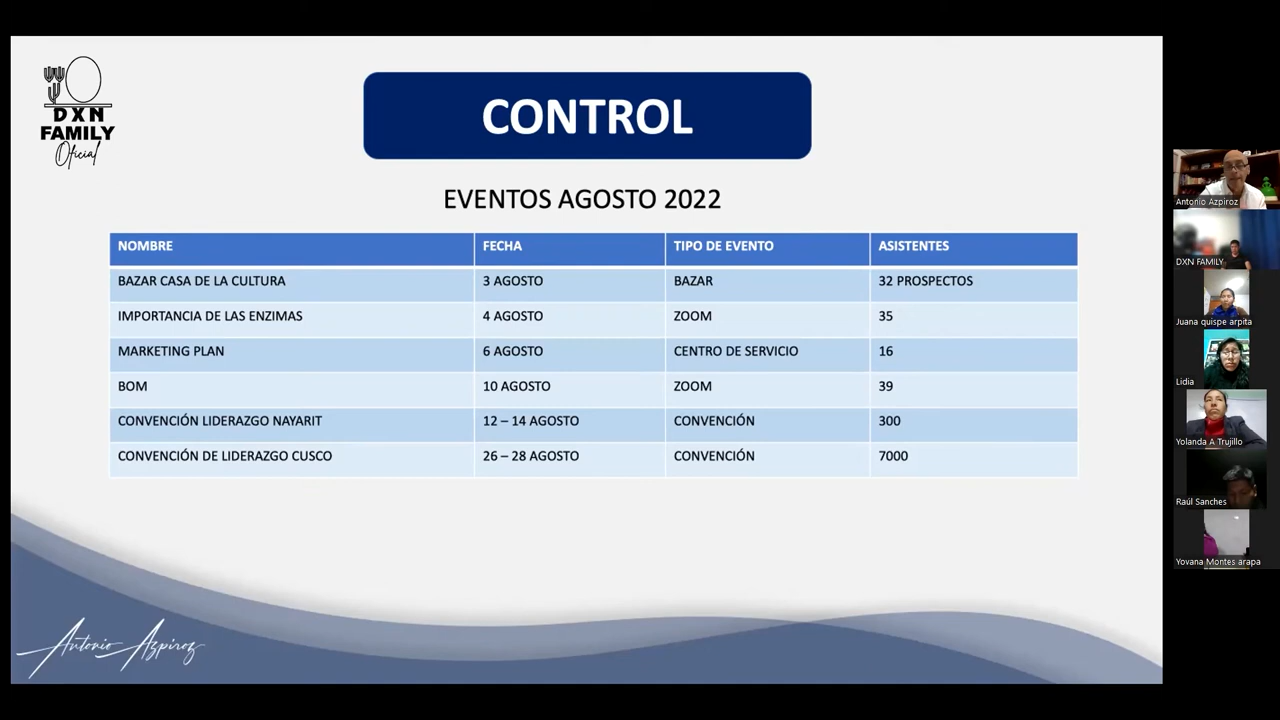 DXN
FAMILY
Oficial
CONTROL
EVENTOS AGOSTO 2022
NOMBRE FECHA TIPO DE EVENTO ASISTENTES
BAZAR CASA DE LA CULTURA 3 AGOSTO BAZAR 32 PROSPECTOS
IMPORTANCIA DE LAS ENZIMAS 4 AGOSTO ZOOM 35
MARKETING PLAN 6 AGOSTO CENTRO DE SERVICIO 16
BOM 10 AGOSTO ZOOM 39
CONVENCIÓN LIDERAZGO NAYARIT 12 – 14 AGOSTO CONVENCIÓN 300
CONVENCIÓN DE LIDERAZGO CUSCO 26 – 28 AGOSTO CONVENCIÓN 7000
Antonio Azpiroz
Antonio Azpiroz
DXN FAMILY
Juana quispe arpita
Lidia
Yolanda A Trujillo
Raúl Sanches
Yovana Montes arapa